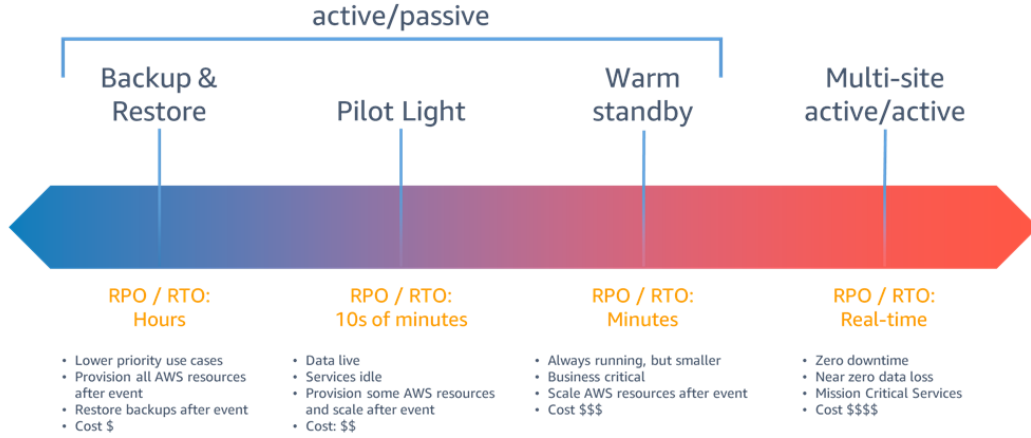 active/passive
Backup &
Restore
Pilot Light
Warm
standby
Multi-site
active/active
RPO / RTO:
Hours
RPO / RTO:
10s of minutes
RPO / RTO:
Minutes
RPO / RTO:
Real-time
• Lower priority use cases
• Provision all AWS resources
after event
• Restore backups after event
• Cost $
• Data live
• Services idle
• Provision some AWS resources
and scale after event
• Cost: $$
• Always running, but smaller
• Business critical
• Scale AWS resources after event
• Cost $$$
• Zero downtime
• Near zero data loss
• Mission Critical Services
• Cost $$$$